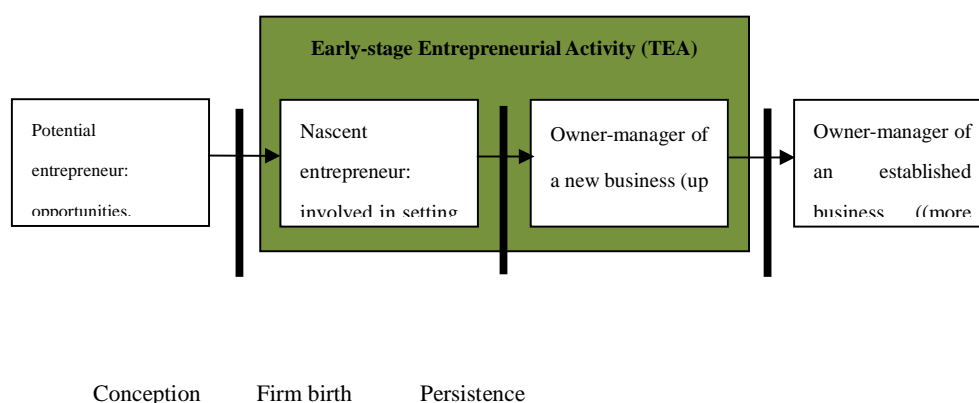 Early-stage Entrepreneurial Activity (TEA)
Potential
entrepreneur:
opportunities,
Nascent
entrepreneur:
involved in setting
Owner-manager of
a new business (up
Owner-manager of
an established
business ((more
Conception Firm birth Persistence